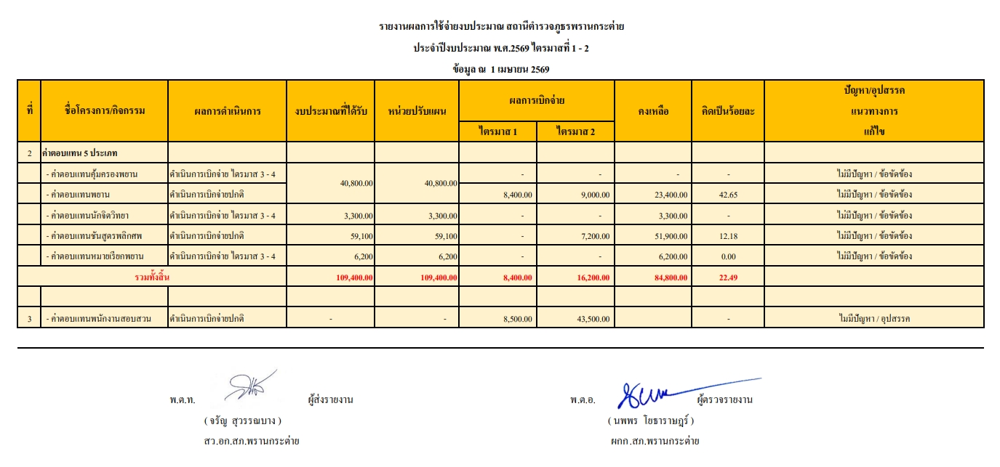 รายงานผลการใช้จ่ายงบประมาณ สถานีตำรวจภูธรพรานกระต่าย
ประจำปีงบประมาณ พ.ศ.2569 ไตรมาสที่ 1 - 2
ข้อมูล ณ 1 เมษายน 2569
ที่ ชื่อโครงการ/กิจกรรม ผลการดำเนินการ งบประมาณที่ได้รับ หน่วยปรับแผน ผลการเบิกจ่าย คงเหลือ คิดเป็นร้อยละ ปัญหา/อุปสรรค
แนวทางการ
แก้ไข
ไตรมาส 1 ไตรมาส 2
2 ค่าตอบแทน 5 ประเภท
- ค่าตอบแทนคุ้มครองพยาน ดำเนินการเบิกจ่าย ไตรมาส 3 - 4 40,800.00 40,800.00 - - - - ไม่มีปัญหา / ข้อขัดข้อง
- ค่าตอบแทนพยาน ดำเนินการเบิกจ่ายปกติ 8,400.00 9,000.00 23,400.00 42.65 ไม่มีปัญหา / ข้อขัดข้อง
- ค่าตอบแทนนักจิตวิทยา ดำเนินการเบิกจ่าย ไตรมาส 3 - 4 3,300.00 3,300.00 - - 3,300.00 - ไม่มีปัญหา / ข้อขัดข้อง
- ค่าตอบแทนชันสูตรพลิกศพ ดำเนินการเบิกจ่ายปกติ 59,100 59,100 - 7,200.00 51,900.00 12.18 ไม่มีปัญหา / ข้อขัดข้อง
- ค่าตอบแทนหมายเรียกพยาน ดำเนินการเบิกจ่าย ไตรมาส 3 - 4 6,200 6,200 - - 6,200.00 0.00 ไม่มีปัญหา / ข้อขัดข้อง
รวมทั้งสิ้น 109,400.00 109,400.00 8,400.00 16,200.00 84,800.00 22.49
3 - ค่าตอบแทนพนักงานสอบสวน ดำเนินการเบิกจ่ายปกติ - - 8,500.00 43,500.00 - ไม่มีปัญหา / อุปสรรค
พ.ต.ท. ผู้ส่งรายงาน พ.ต.อ. ผู้ตรวจรายงาน
( จรัญ สุวรรณบาง ) ( นพพร โยธาราษฎร์ )
สว.อก.สภ.พรานกระต่าย ผกก.สภ.พรานกระต่าย